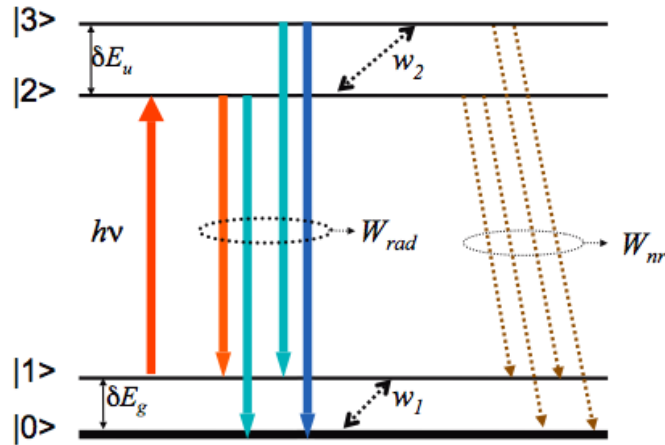 |3>
δE_u
w_2
|2>
hν
W_rad
W_nr
|1>
δE_g
w_1
|0>